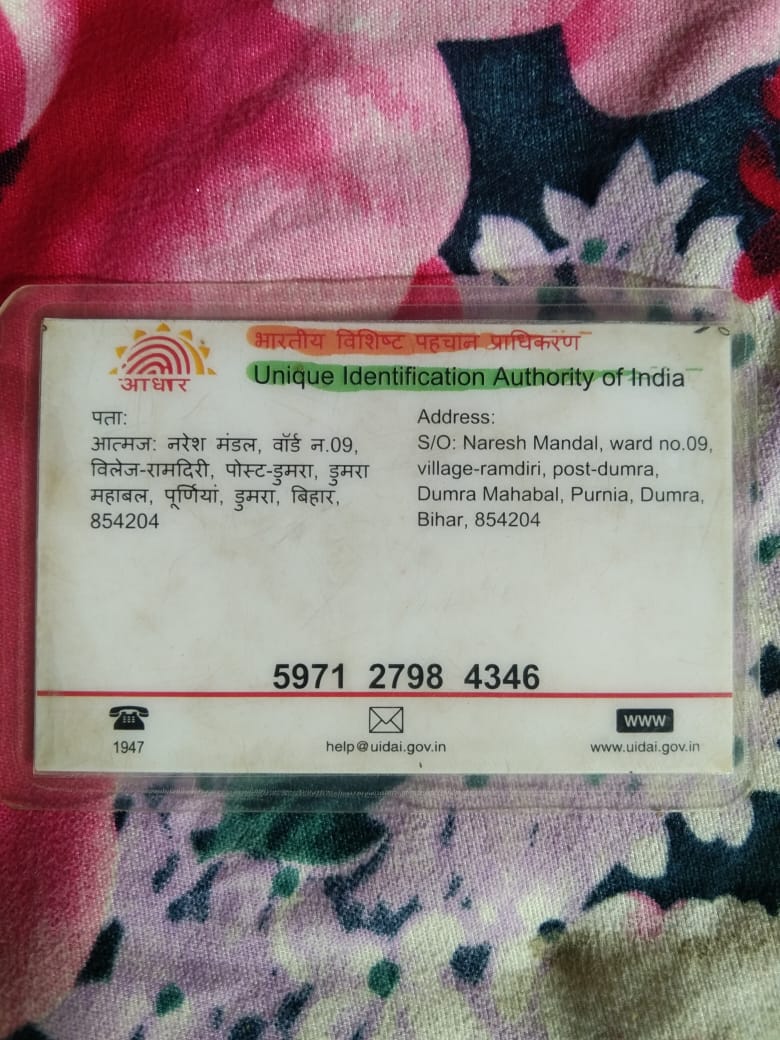 आधार
भारतीय विशिष्ट पहचान प्राधिकरण
Unique Identification Authority of India
पता:
आत्मज: नरेश मंडल, वॉर्ड न.09,
विलेज-रामदिरी, पोस्ट-डुमरा, डुमरा
महाबल, पूर्णियां, डुमरा, बिहार,
854204
Address:
S/O: Naresh Mandal, ward no.09,
village-ramdiri, post-dumra,
Dumra Mahabal, Purnia, Dumra,
Bihar, 854204
5971 2798 4346
1947
help@uidai.gov.in
WWW
www.uidai.gov.in